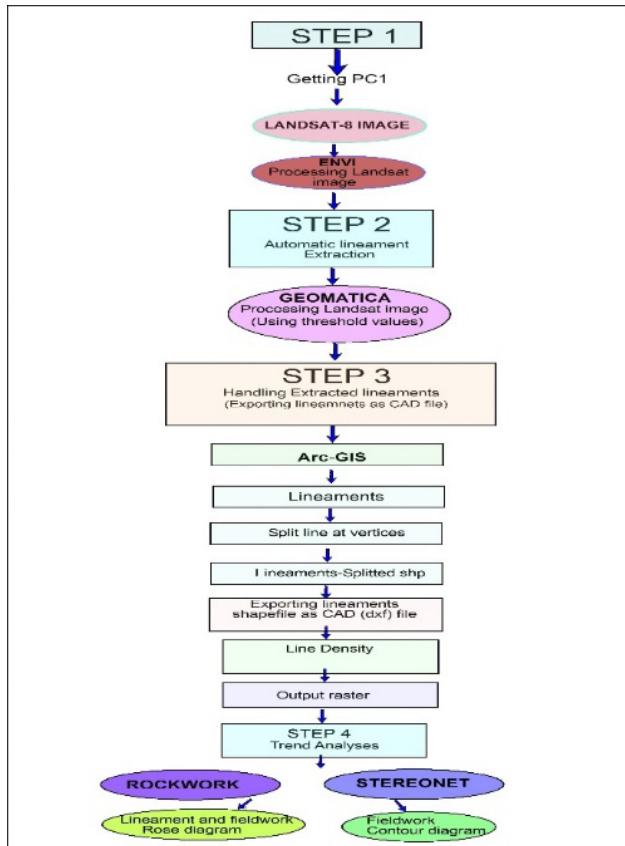 STEP 1
Getting PC1
LANDSAT-8 IMAGE
ENVI
Processing Landsat
image
STEP 2
Automatic lineament
Extraction
GEOMATICA
Processing Landsat imago
(Using threshold values)
STEP 3
Handling Extracted lineaments
(Exporting lineamnets as CAD file)
Arc-GIS
Lineaments
Split line at vertices
Lineaments-Splitted shp
Exporting lineaments
shapefile as CAD (dxf) file
Line Density
Output raster
STEP 4
Trend Analyses
ROCKWORK
STEREONET
Lineament and fieldwork
Rose diagram
Fieldwork
Contour diagram